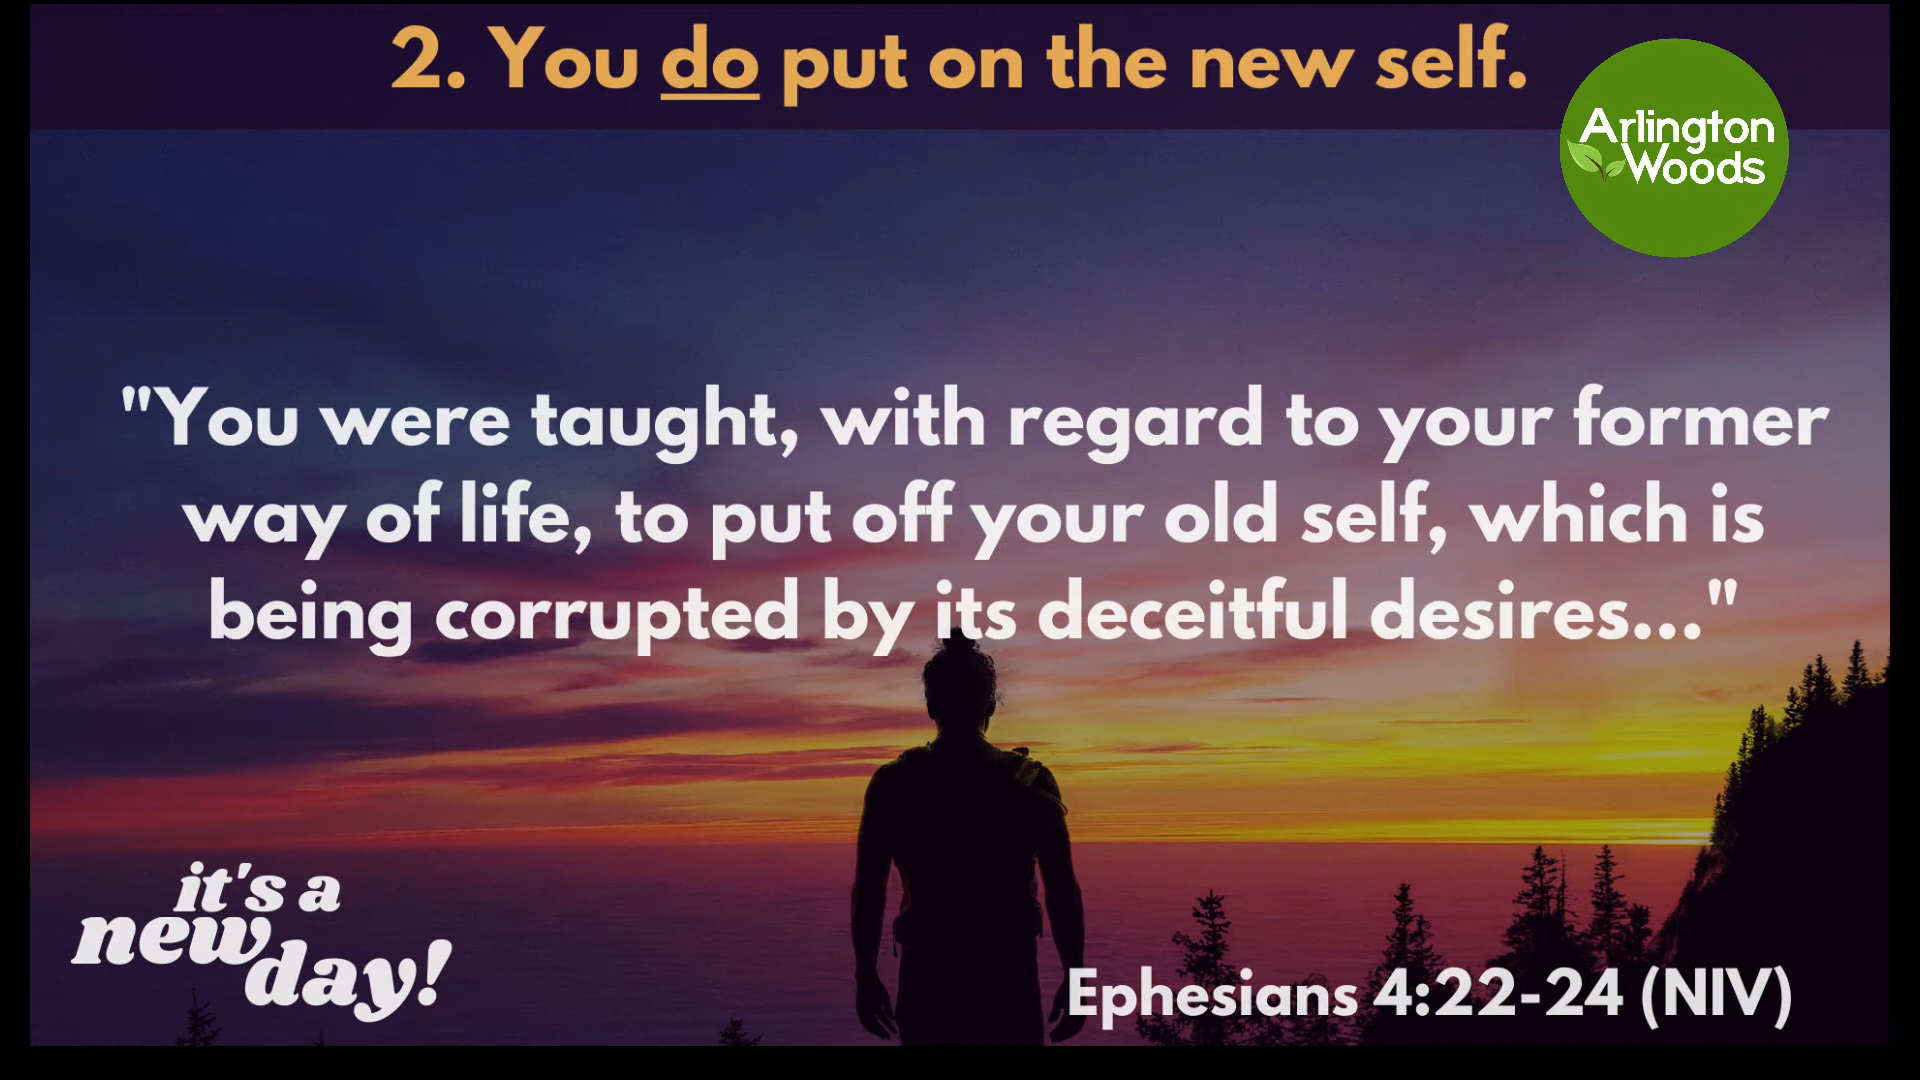 2. You do put on the new self.
Arlington
Woods
"You were taught, with regard to your former
way of life, to put off your old self, which is
being corrupted by its deceitful desires..."
it's a
new
day!
Ephesians 4:22-24 (NIV)